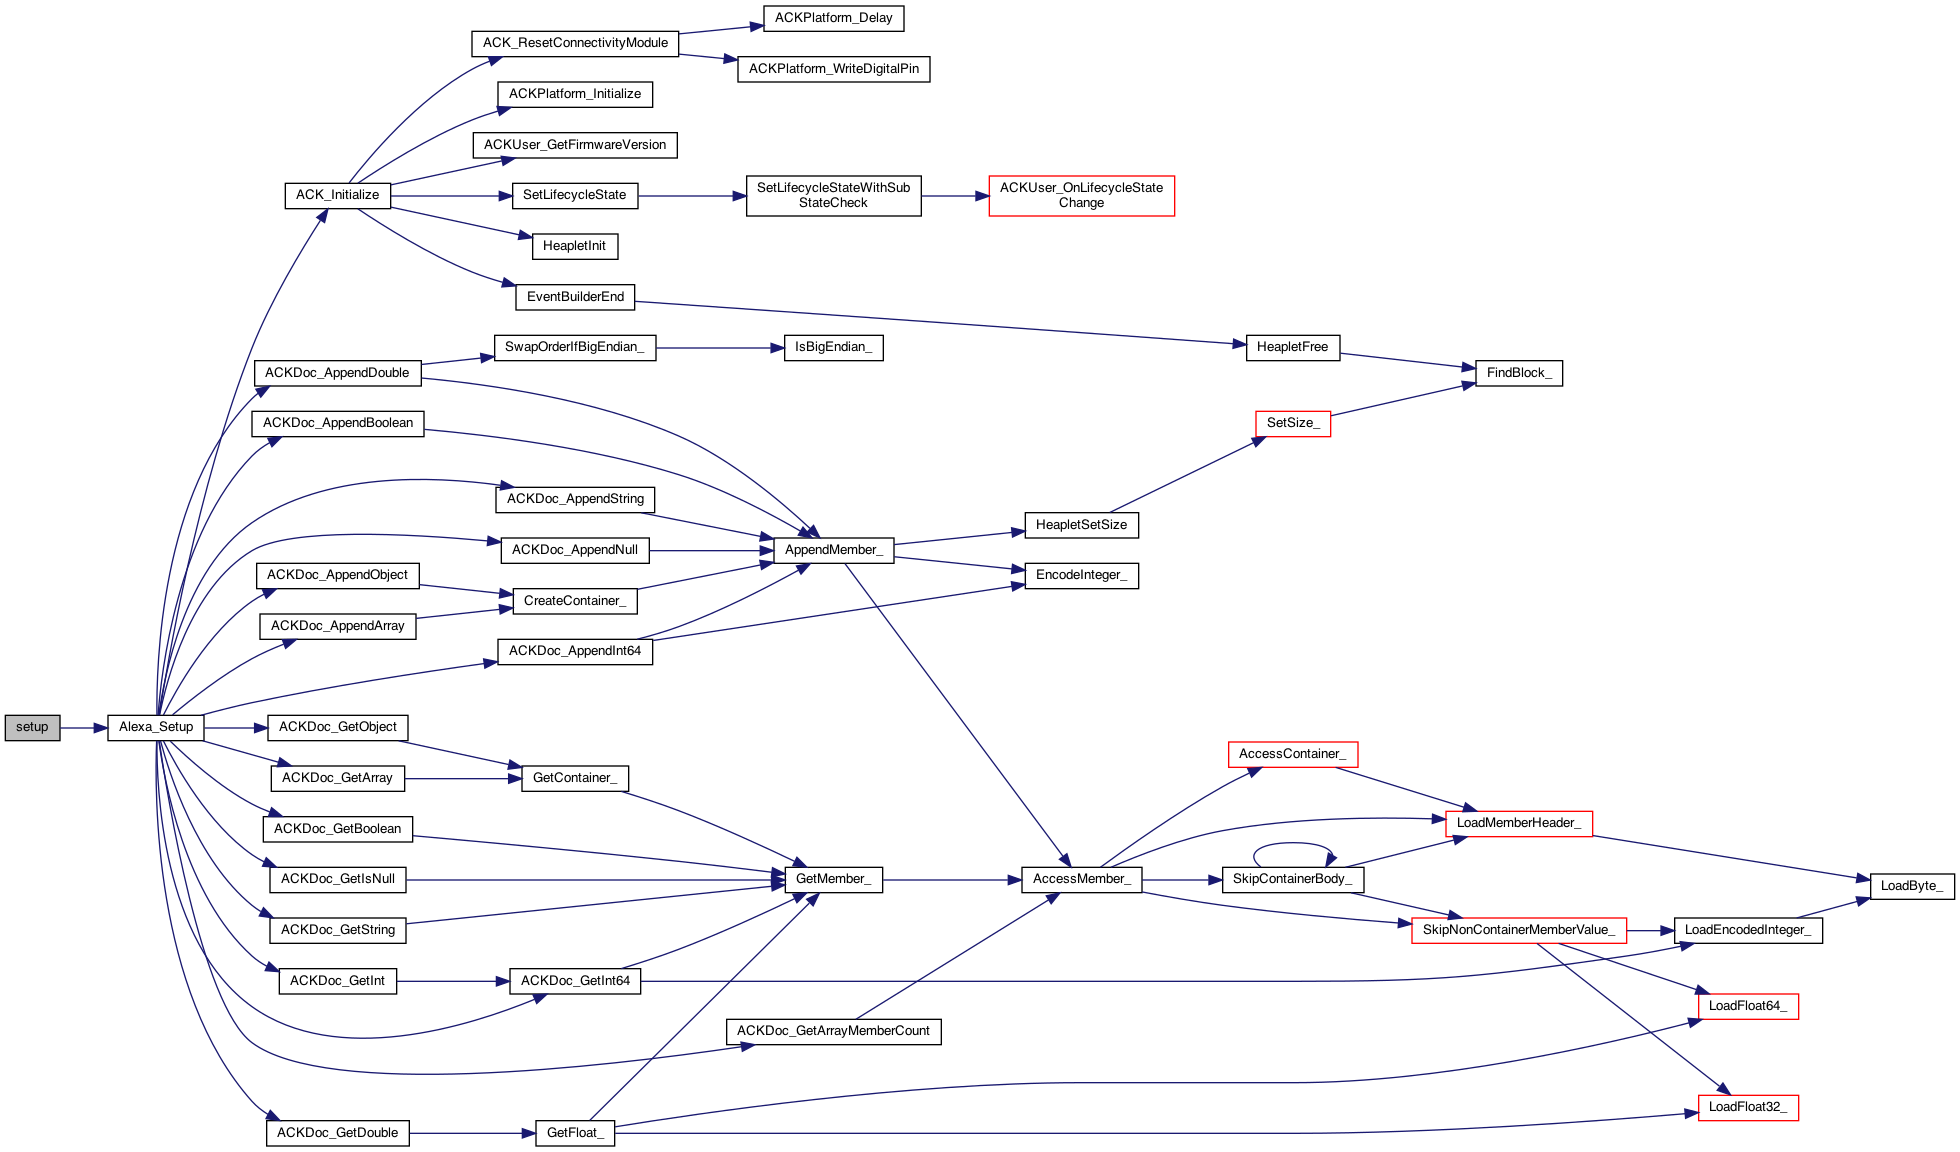 ACKPlatform_Delay
ACK_ResetConnectivityModule
ACKPlatform_WriteDigitalPin
ACKPlatform_Initialize
ACKUser_GetFirmwareVersion
ACK_Initialize
SetLifecycleState
SetLifecycleStateWithSub
StateCheck
ACKUser_OnLifecycleState
Change
HeapletInit
EventBuilderEnd
SwapOrderIfBigEndian_
IsBigEndian_
HeapletFree
ACKDoc_AppendDouble
FindBlock_
ACKDoc_AppendBoolean
SetSize_
ACKDoc_AppendString
HeapletSetSize
ACKDoc_AppendNull
AppendMember_
ACKDoc_AppendObject
EncodeInteger_
CreateContainer_
ACKDoc_AppendArray
ACKDoc_AppendInt64
setup
Alexa_Setup
ACKDoc_GetObject
AccessContainer_
ACKDoc_GetArray
GetContainer_
LoadMemberHeader_
ACKDoc_GetBoolean
ACKDoc_GetIsNull
GetMember_
AccessMember_
SkipContainerBody_
LoadByte_
ACKDoc_GetString
SkipNonContainerMemberValue_
LoadEncodedInteger_
ACKDoc_GetInt
ACKDoc_GetInt64
LoadFloat64_
ACKDoc_GetArrayMemberCount
LoadFloat32_
ACKDoc_GetDouble
GetFloat_